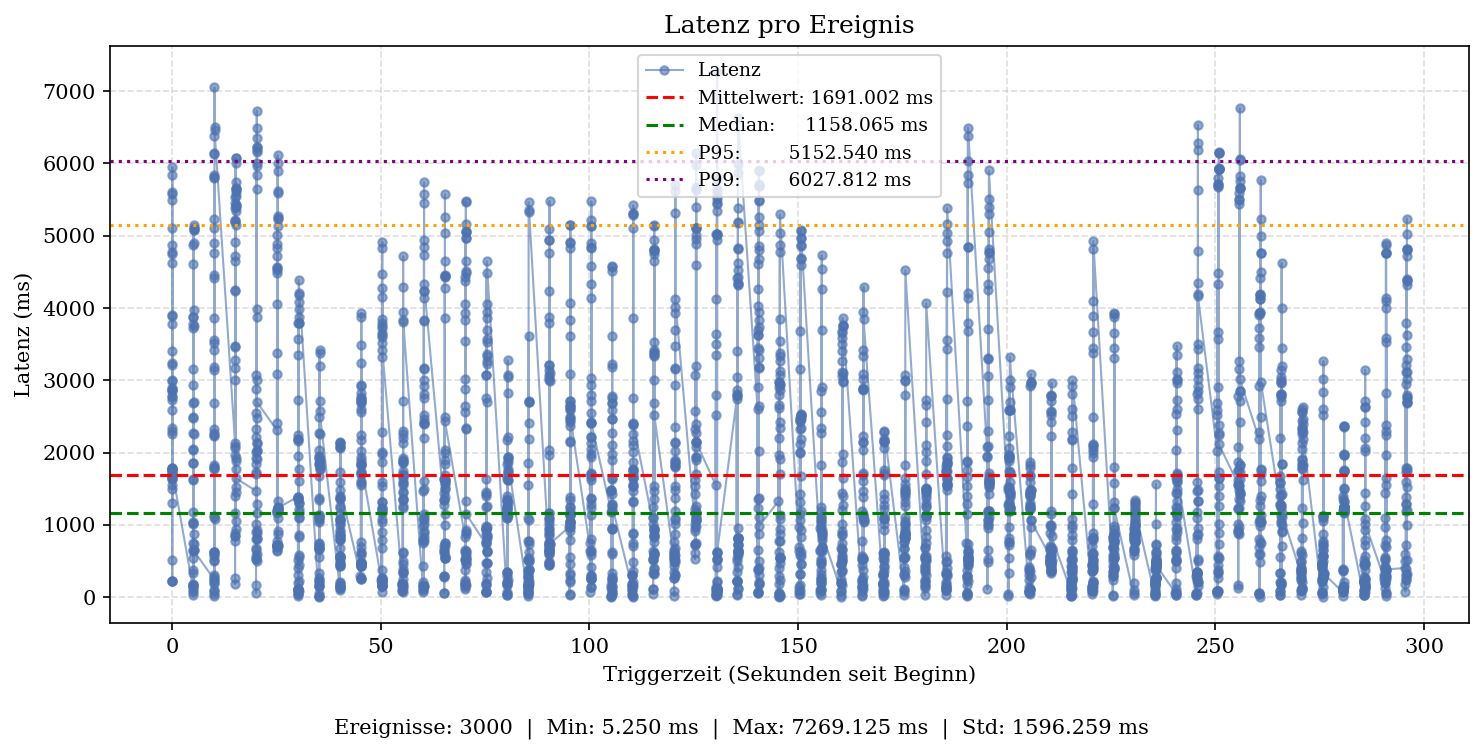 Latenz pro Ereignis
Latenz
Mittelwert: 1691.002 ms
Median: 1158.065 ms
P95: 5152.540 ms
P99: 6027.812 ms
Latenz (ms)
7000
6000
5000
4000
3000
2000
1000
0
0 50 100 150 200 250 300
Triggerzeit (Sekunden seit Beginn)
Ereignisse: 3000 | Min: 5.250 ms | Max: 7269.125 ms | Std: 1596.259 ms